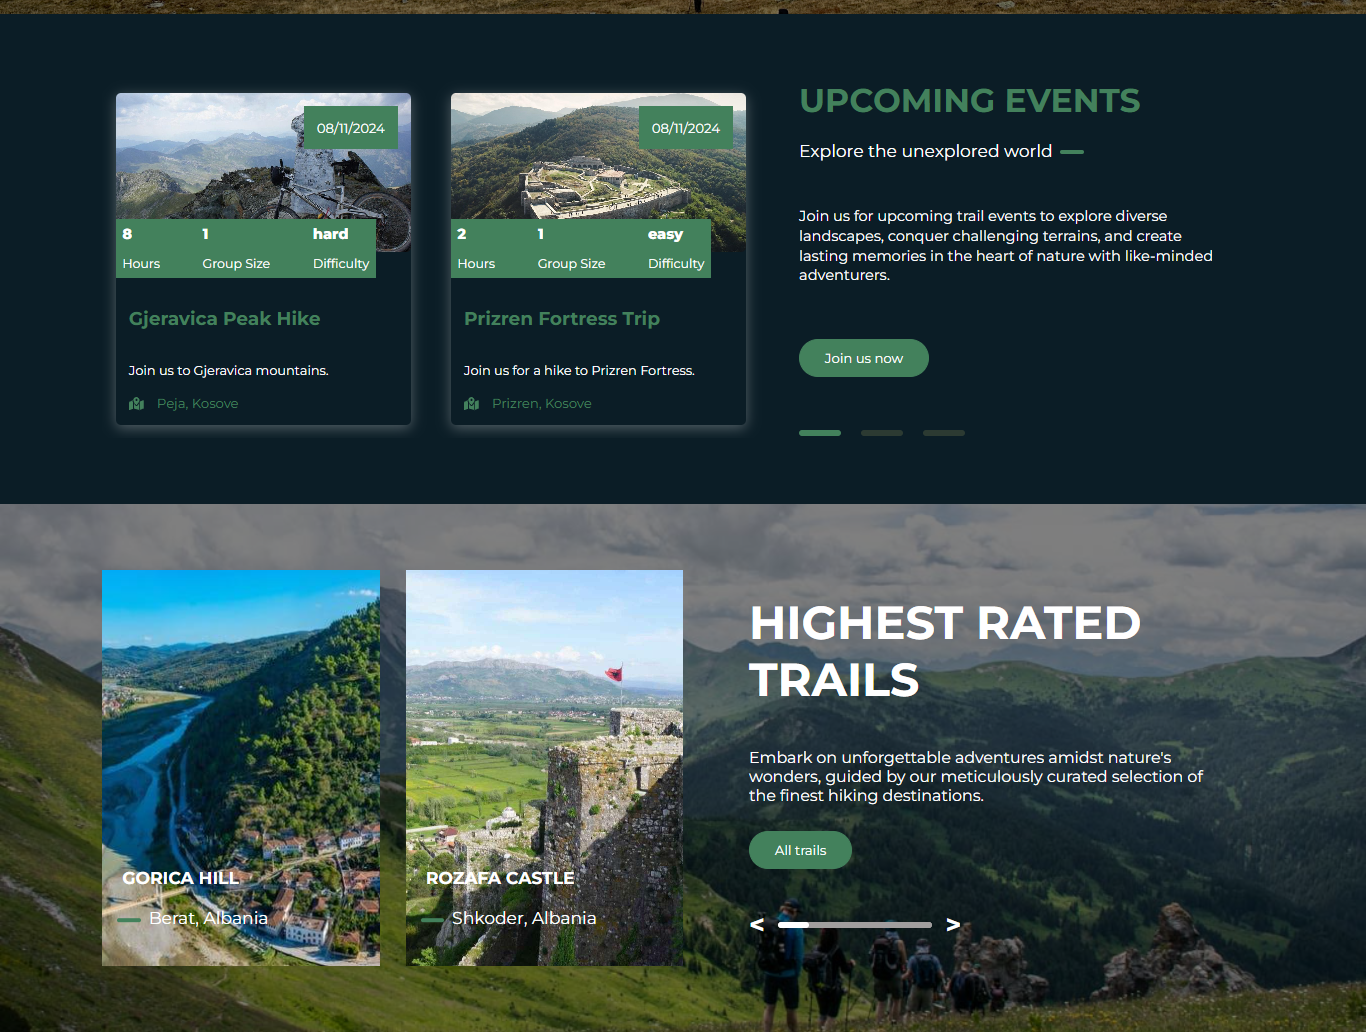 08/11/2024
8 1 hard
Hours Group Size Difficulty
Gjeravica Peak Hike
Join us to Gjeravica mountains.
Peja, Kosove
08/11/2024
2 1 easy
Hours Group Size Difficulty
Prizren Fortress Trip
Join us for a hike to Prizren Fortress.
Prizren, Kosove
UPCOMING EVENTS
Explore the unexplored world
Join us for upcoming trail events to explore diverse
landscapes, conquer challenging terrains, and create
lasting memories in the heart of nature with like-minded
adventurers.
Join us now
GORICA HILL
Berat, Albania
ROZAFA CASTLE
Shkoder, Albania
HIGHEST RATED
TRAILS
Embark on unforgettable adventures amidst nature's
wonders, guided by our meticulously curated selection of
the finest hiking destinations.
All trails
< >